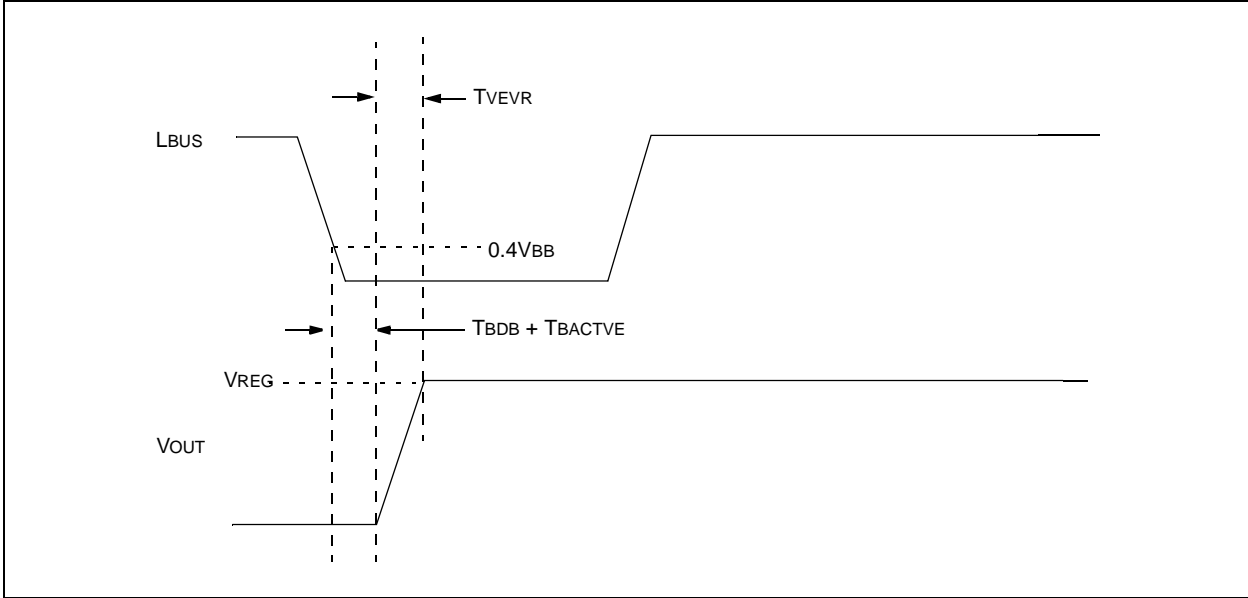 TVEVR
LBUS
0.4VBB
TBDB + TBACTVE
VREG
VOUT